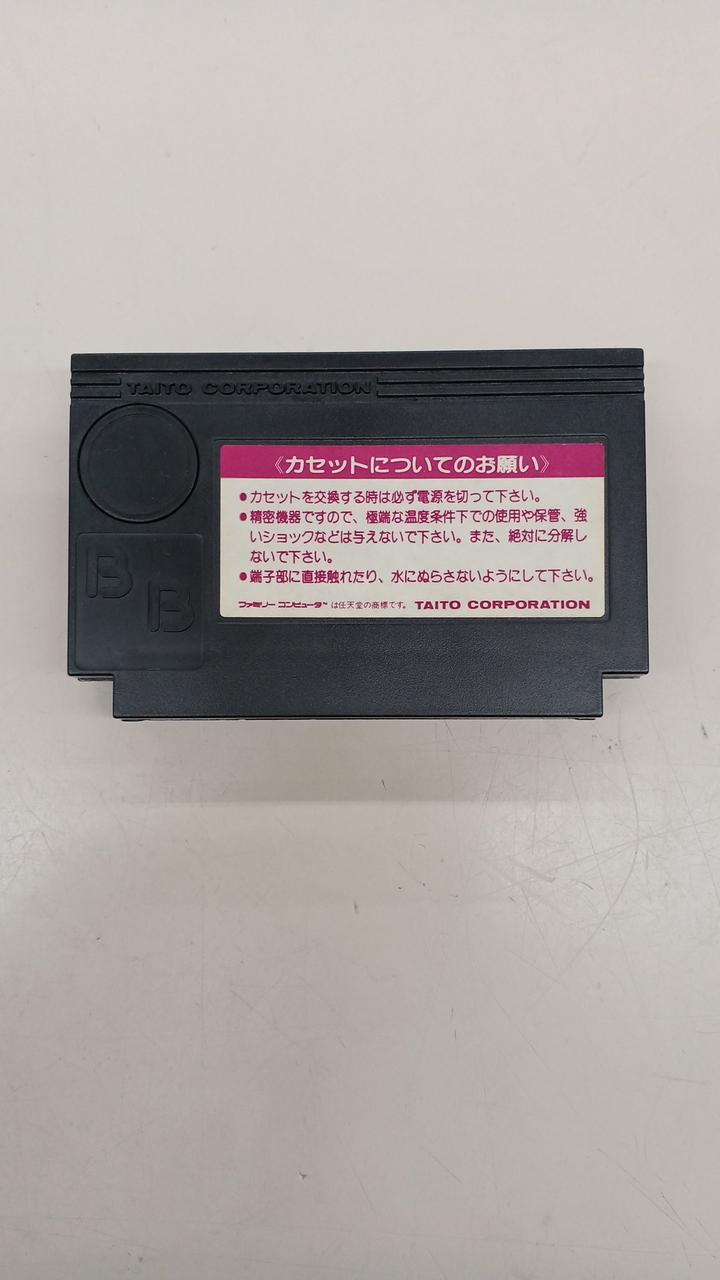 TAITO CORPORATION
《カセットについてのお願い》
●カセットを交換する時は必ず電源を切って下さい。
●精密機器ですので、極端な温度条件下での使用や保管、強
いショックなどは与えないで下さい。また、絶対に分解し
ないで下さい。
●端子部に直接触れたり、水にぬらさないようにして下さい。
ファミリーコンピュータ™は任天堂の商標です。 TAITO CORPORATION
B
B